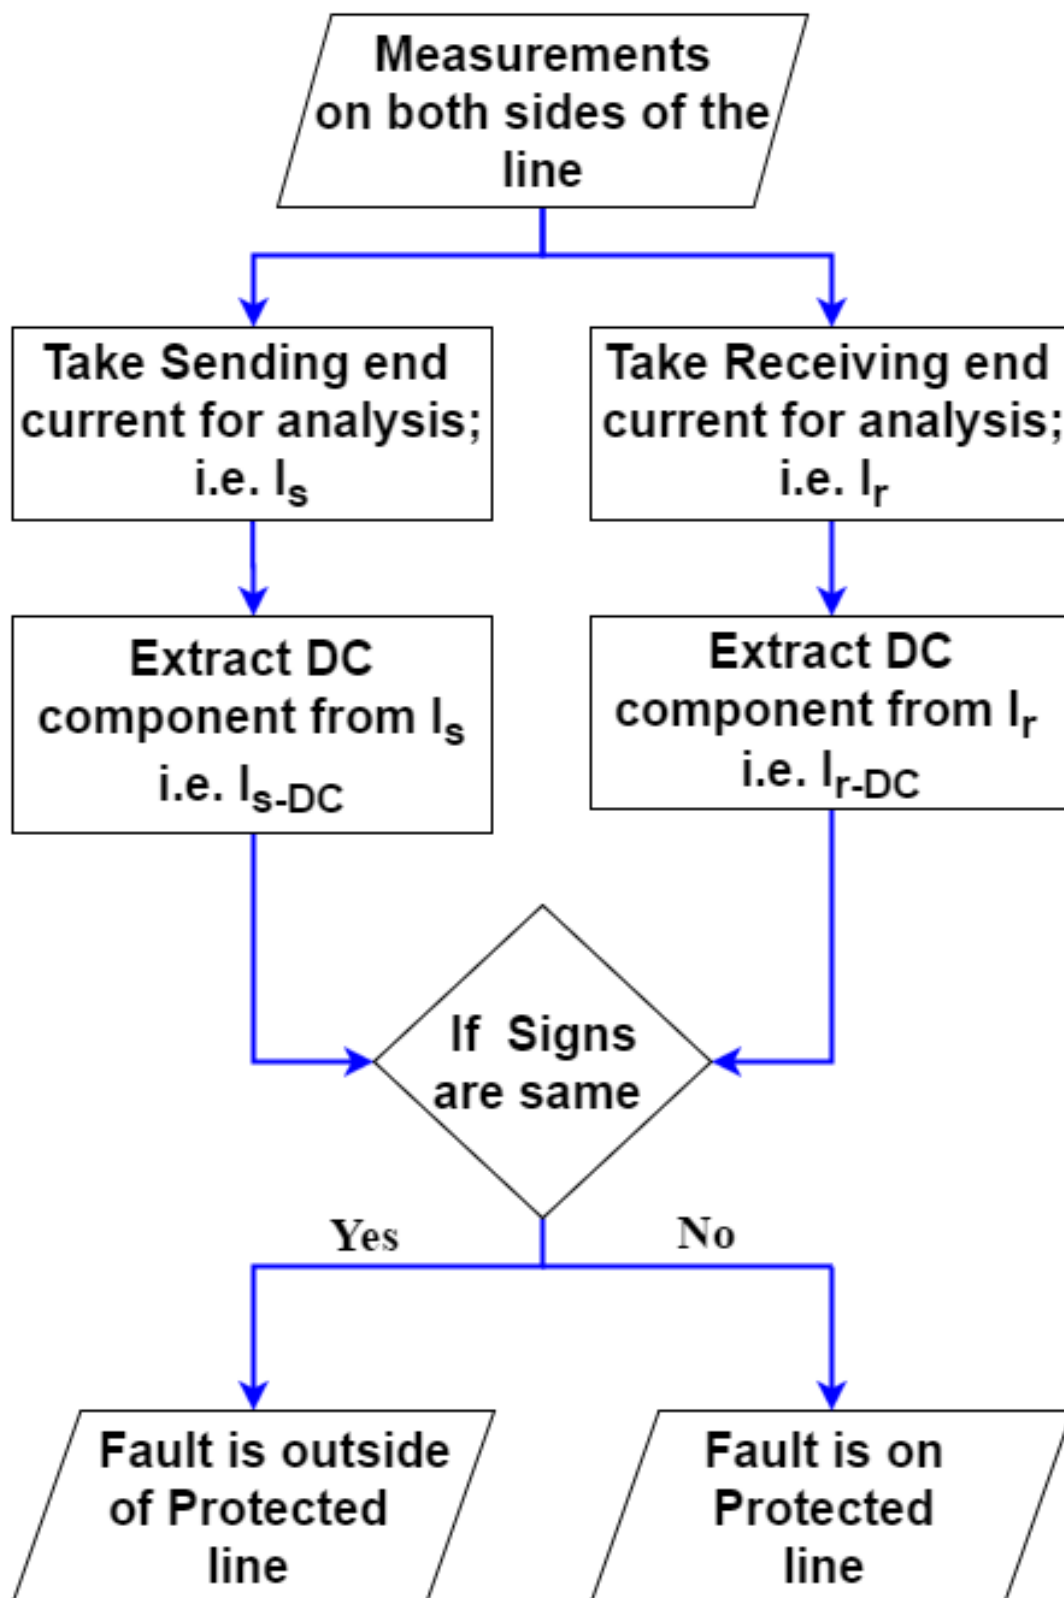 Measurements
on both sides of the
line
Take Sending end
current for analysis;
i.e. Iₛ
Take Receiving end
current for analysis;
i.e. Iᵣ
Extract DC
component from Iₛ
i.e. Is-DC
Extract DC
component from Iᵣ
i.e. Ir-DC
If Signs
are same
Yes
No
Fault is outside
of Protected
line
Fault is on
Protected
line